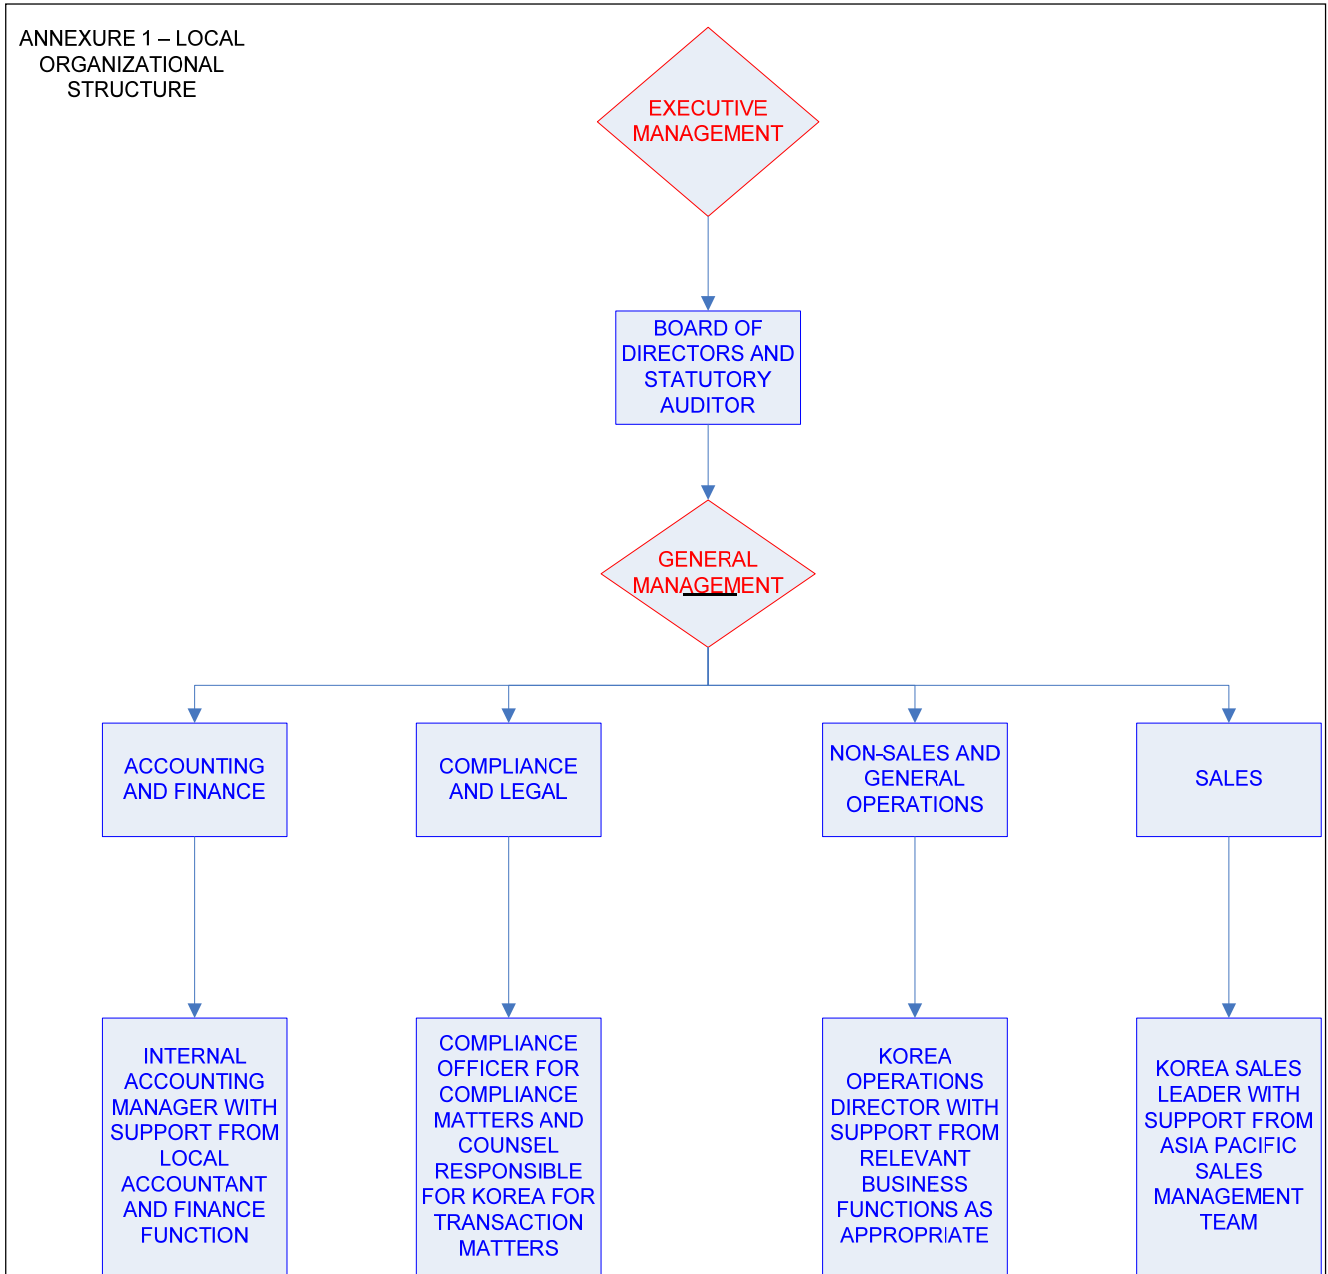 ANNEXURE 1 – LOCAL
ORGANIZATIONAL
STRUCTURE
EXECUTIVE
MANAGEMENT
BOARD OF
DIRECTORS AND
STATUTORY
AUDITOR
GENERAL
MANAGEMENT
ACCOUNTING
AND FINANCE
COMPLIANCE
AND LEGAL
NON-SALES AND
GENERAL
OPERATIONS
SALES
INTERNAL
ACCOUNTING
MANAGER WITH
SUPPORT FROM
LOCAL
ACCOUNTANT
AND FINANCE
FUNCTION
COMPLIANCE
OFFICER FOR
COMPLIANCE
MATTERS AND
COUNSEL
RESPONSIBLE
FOR KOREA FOR
TRANSACTION
MATTERS
KOREA
OPERATIONS
DIRECTOR WITH
SUPPORT FROM
RELEVANT
BUSINESS
FUNCTIONS AS
APPROPRIATE
KOREA SALES
LEADER WITH
SUPPORT FROM
ASIA PACIFIC
SALES
MANAGEMENT
TEAM